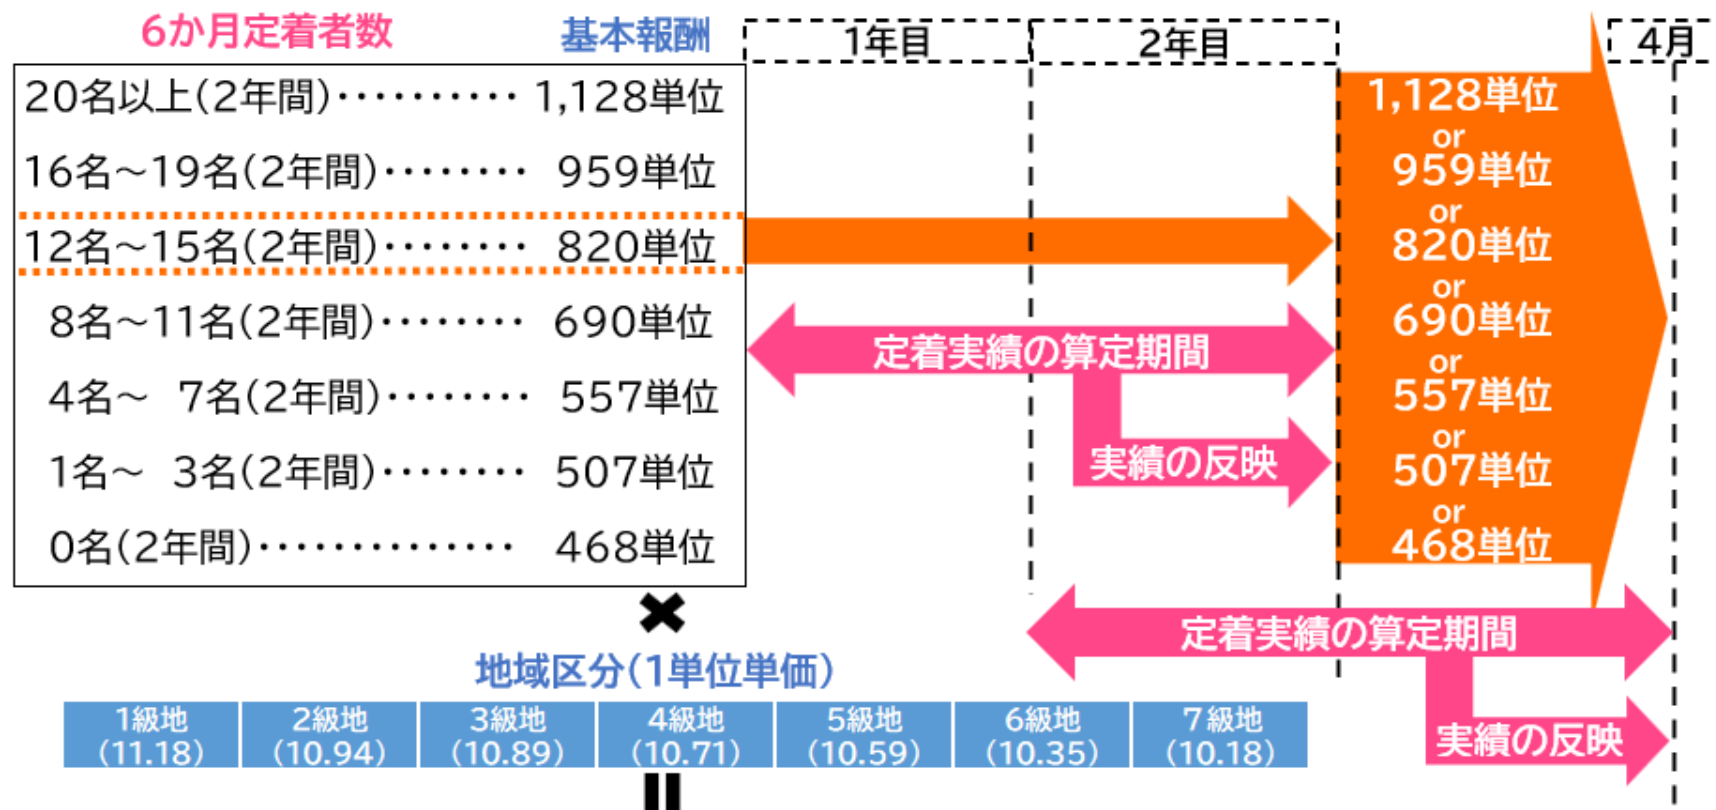 6か月定着者数 基本報酬
1年目 2年目 4月
20名以上(2年間)・・・・・・・・・・ 1,128単位
16名～19名(2年間)・・・・・・・・ 959単位
12名～15名(2年間)・・・・・・・・ 820単位
8名～11名(2年間)・・・・・・・・ 690単位
4名～ 7名(2年間)・・・・・・・・ 557単位
1名～ 3名(2年間)・・・・・・・・ 507単位
0名(2年間)・・・・・・・・・・・・・・ 468単位
定着実績の算定期間
実績の反映
1,128単位
or
959単位
or
820単位
or
690単位
or
557単位
or
507単位
or
468単位
定着実績の算定期間
実績の反映
×
地域区分(1単位単価)
1級地 2級地 3級地 4級地 5級地 6級地 7級地
(11.18) (10.94) (10.89) (10.71) (10.59) (10.35) (10.18)